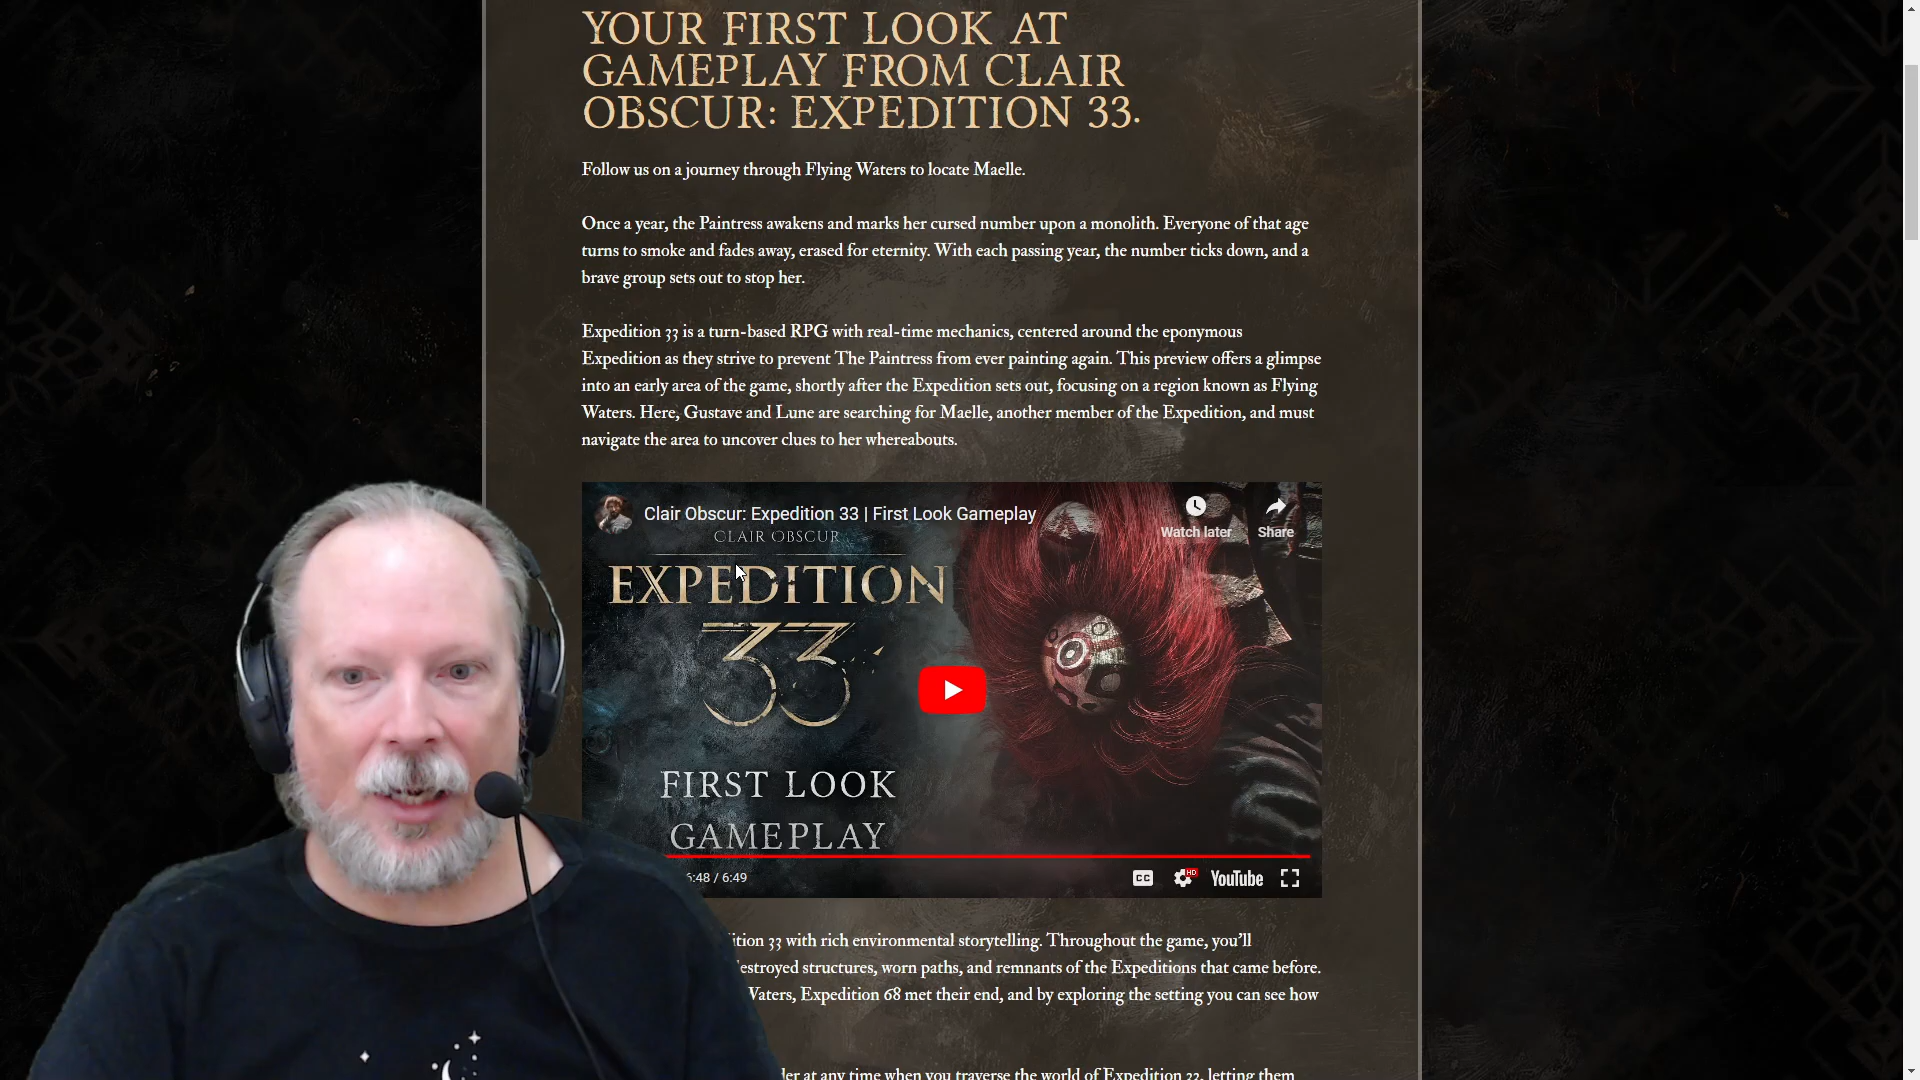 YOUR FIRST LOOK AT
GAMEPLAY FROM CLAIR
OBSCUR: EXPEDITION 33.
Follow us on a journey through Flying Waters to locate Maelle.
Once a year, the Paintress awakens and marks her cursed number upon a monolith. Everyone of that age
turns to smoke and fades away, erased for eternity. With each passing year, the number ticks down, and a
brave group sets out to stop her.
Expedition 33 is a turn-based RPG with real-time mechanics, centered around the eponymous
Expedition as they strive to prevent The Paintress from ever painting again. This preview offers a glimpse
into an early area of the game, shortly after the Expedition sets out, focusing on a region known as Flying
Waters. Here, Gustave and Lune are searching for Maelle, another member of the Expedition, and must
navigate the area to uncover clues to her whereabouts.
Clair Obscur: Expedition 33 | First Look Gameplay
Watch later
Share
CLAIR OBSCUR
EXPEDITION
33
FIRST LOOK
GAMEPLAY
6:48 / 6:49
CC
HD
YouTube
33 with rich environmental storytelling. Throughout the game, you'll
structures, worn paths, and remnants of the Expeditions that came before.
Expedition 68 met their end, and by exploring the setting you can see how
at any time when you traverse the world of Expedition 33, letting them